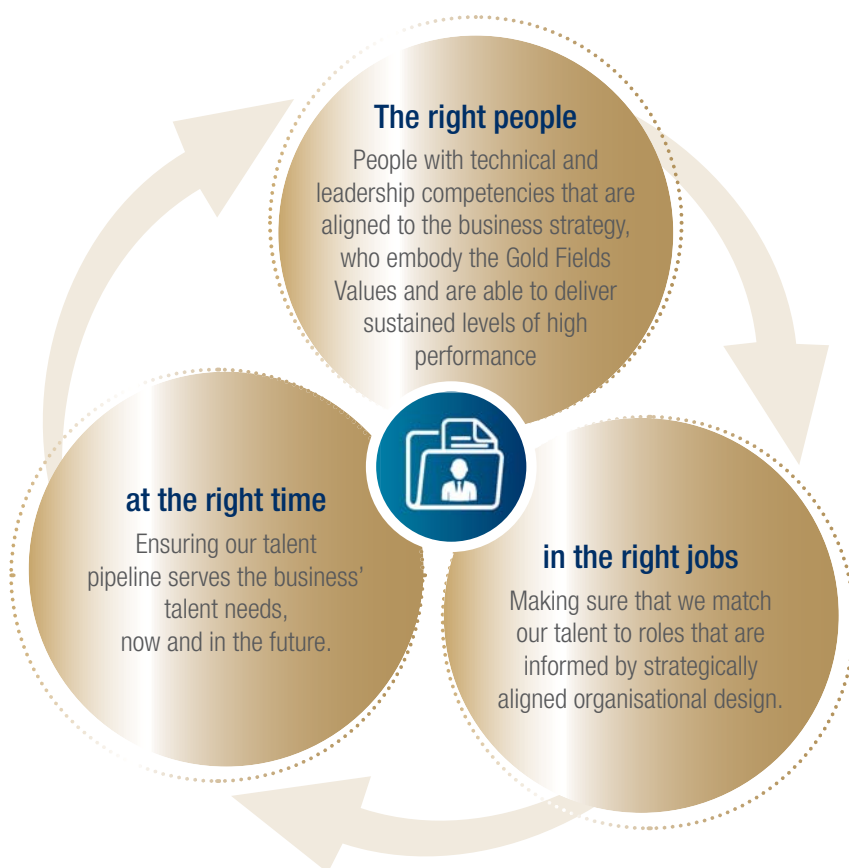 The right people
People with technical and
leadership competencies that are
aligned to the business strategy,
who embody the Gold Fields
Values and are able to deliver
sustained levels of high
performance
in the right jobs
Making sure that we match
our talent to roles that are
informed by strategically
aligned organisational design.
at the right time
Ensuring our talent
pipeline serves the business’
talent needs,
now and in the future.